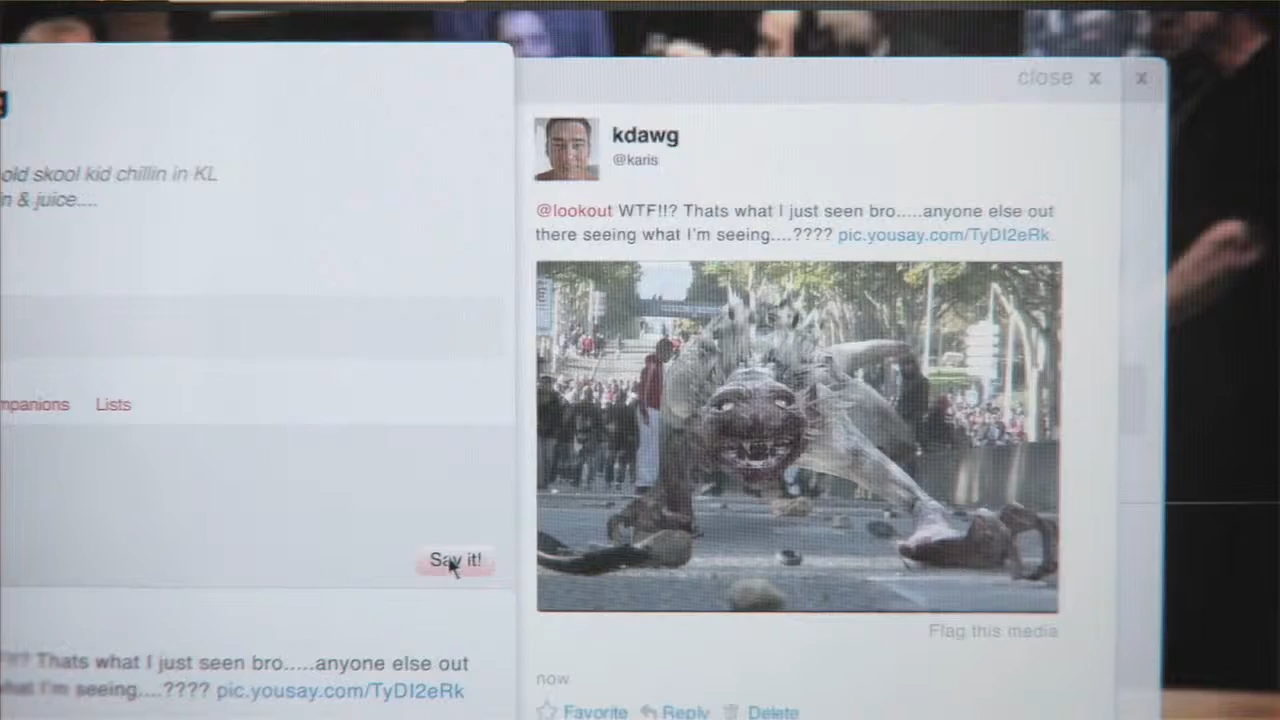 close x x
kdawg
@karis
old skool kid chillin in KL
n & juice....
@lookout WTF!!? Thats what I just seen bro.....anyone else out
there seeing what I'm seeing....???? pic.yousay.com/TyDI2eRk
mpanions Lists
Say it!
Flag this media
Thats what I just seen bro.....anyone else out
what I'm seeing....???? pic.yousay.com/TyDI2eRk
now
Favorite Reply Delete